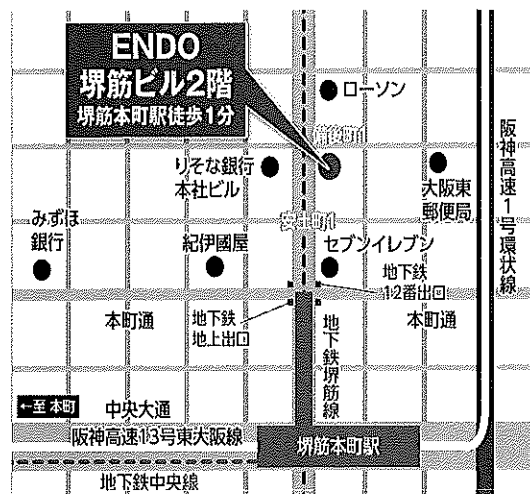 ENDO
堺筋ビル2階
堺筋本町駅徒歩1分
ローソン
備後町1
りそな銀行
本社ビル
大阪東
郵便局
阪神高速1号環状線
みずほ
銀行
紀伊國屋
安土町1
セブンイレブン
地下鉄
12番出口
本町通
地下鉄
地上出口
地下鉄堺筋線
本町通
←至 本町
中央大通
阪神高速13号東大阪線
堺筋本町駅
地下鉄中央線